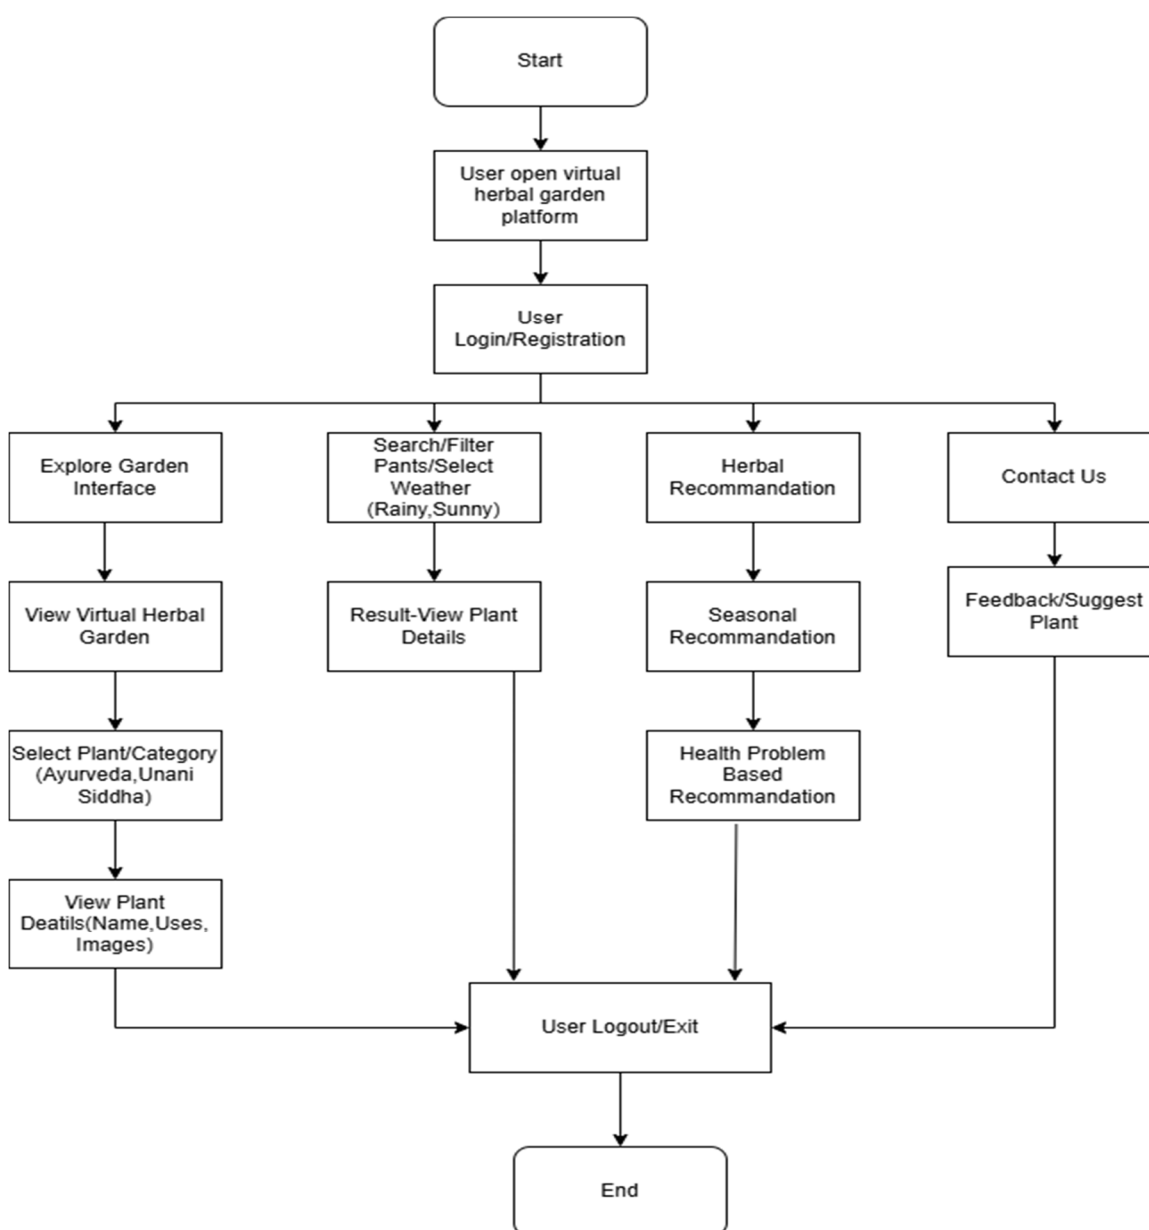 Start
User open virtual
herbal garden
platform
User
Login/Registration
Explore Garden
Interface
Search/Filter
Pants/Select
Weather
(Rainy,Sunny)
Herbal
Recommandation
Contact Us
View Virtual Herbal
Garden
Result-View Plant
Details
Seasonal
Recommandation
Feedback/Suggest
Plant
Select Plant/Category
(Ayurveda,Unani
Siddha)
Health Problem
Based
Recommandation
View Plant
Deatils(Name,Uses,
Images)
User Logout/Exit
End